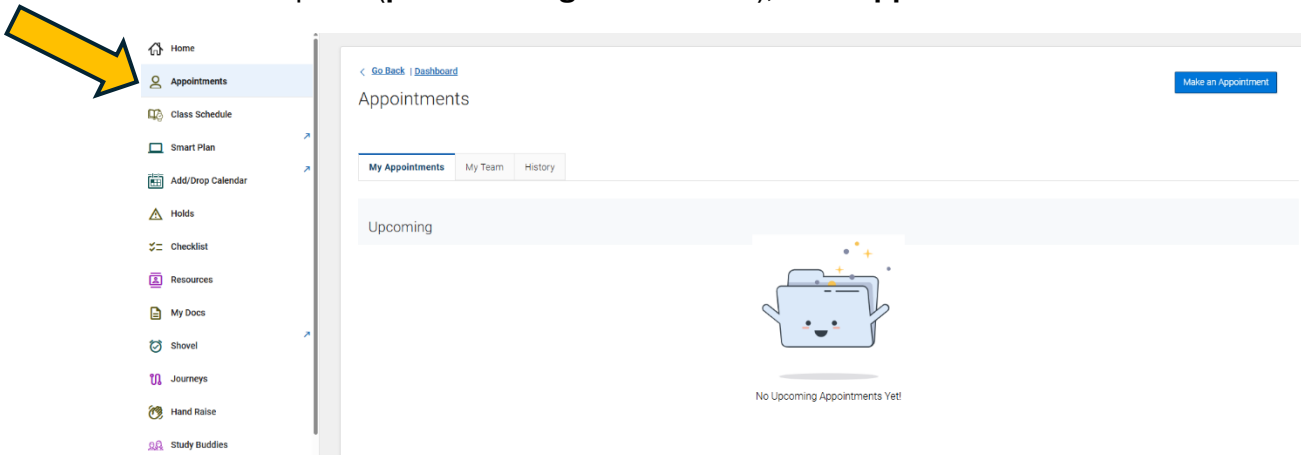 Home
Appointments
Class Schedule
Smart Plan
Add/Drop Calendar
Holds
Checklist
Resources
My Docs
Shovel
Journeys
Hand Raise
Study Buddies
Go Back | Dashboard
Make an Appointment
Appointments
My Appointments My Team History
Upcoming
No Upcoming Appointments Yet!